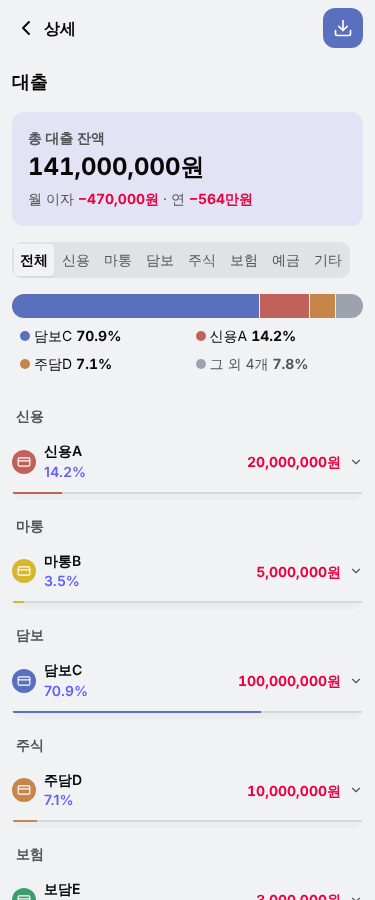 상세
대출
총 대출 잔액
141,000,000원
월 이자 −470,000원 · 연 −564만원
전체 신용 마통 담보 주식 보험 예금 기타
담보C 70.9% 신용A 14.2%
주담D 7.1% 그 외 4개 7.8%
신용
신용A
14.2%
20,000,000원
마통
마통B
3.5%
5,000,000원
담보
담보C
70.9%
100,000,000원
주식
주담D
7.1%
10,000,000원
보험
보담E
3,000,000원